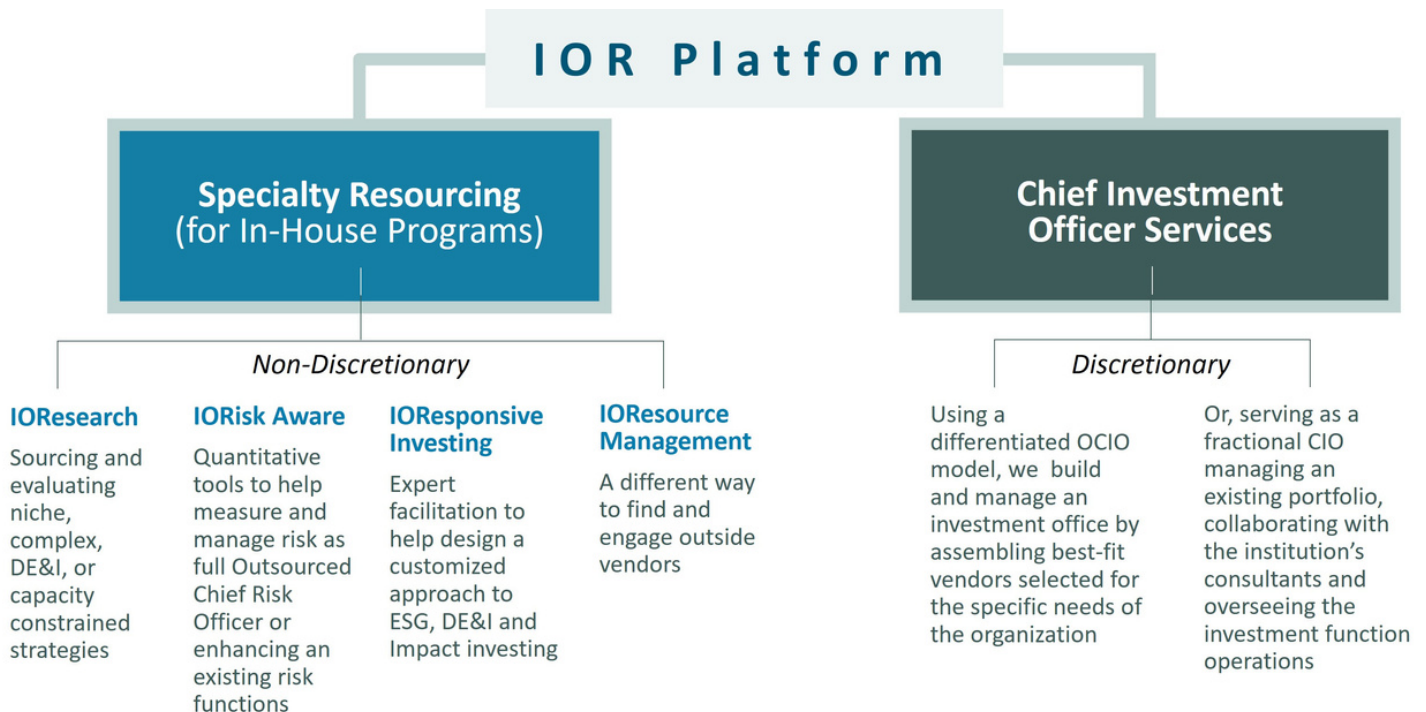 IOR Platform
Specialty Resourcing
(for In-House Programs)
Chief Investment
Officer Services
Non-Discretionary
Discretionary
IOResearch
Sourcing and
evaluating
niche,
complex,
DE&I, or
capacity
constrained
strategies
IORisk Aware
Quantitative
tools to help
measure and
manage risk as
full Outsourced
Chief Risk
Officer or
enhancing an
existing risk
functions
IOResponsive
Investing
Expert
facilitation to
help design a
customized
approach to
ESG, DE&I and
Impact investing
IOResource
Management
A different way
to find and
engage outside
vendors
Using a
differentiated OCIO
model, we build
and manage an
investment office by
assembling best-fit
vendors selected for
the specific needs of
the organization
Or, serving as a
fractional CIO
managing an
existing portfolio,
collaborating with
the institution's
consultants and
overseeing the
investment function
operations